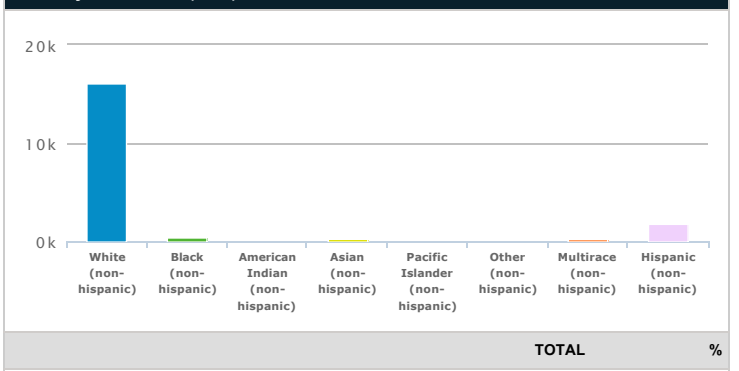 20k
10k
0k
White
(non-
hispanic)
Black
(non-
hispanic)
American
Indian
(non-
hispanic)
Asian
(non-
hispanic)
Pacific
Islander
(non-
hispanic)
Other
(non-
hispanic)
Multirace
(non-
hispanic)
Hispanic
(non-
hispanic)
TOTAL %